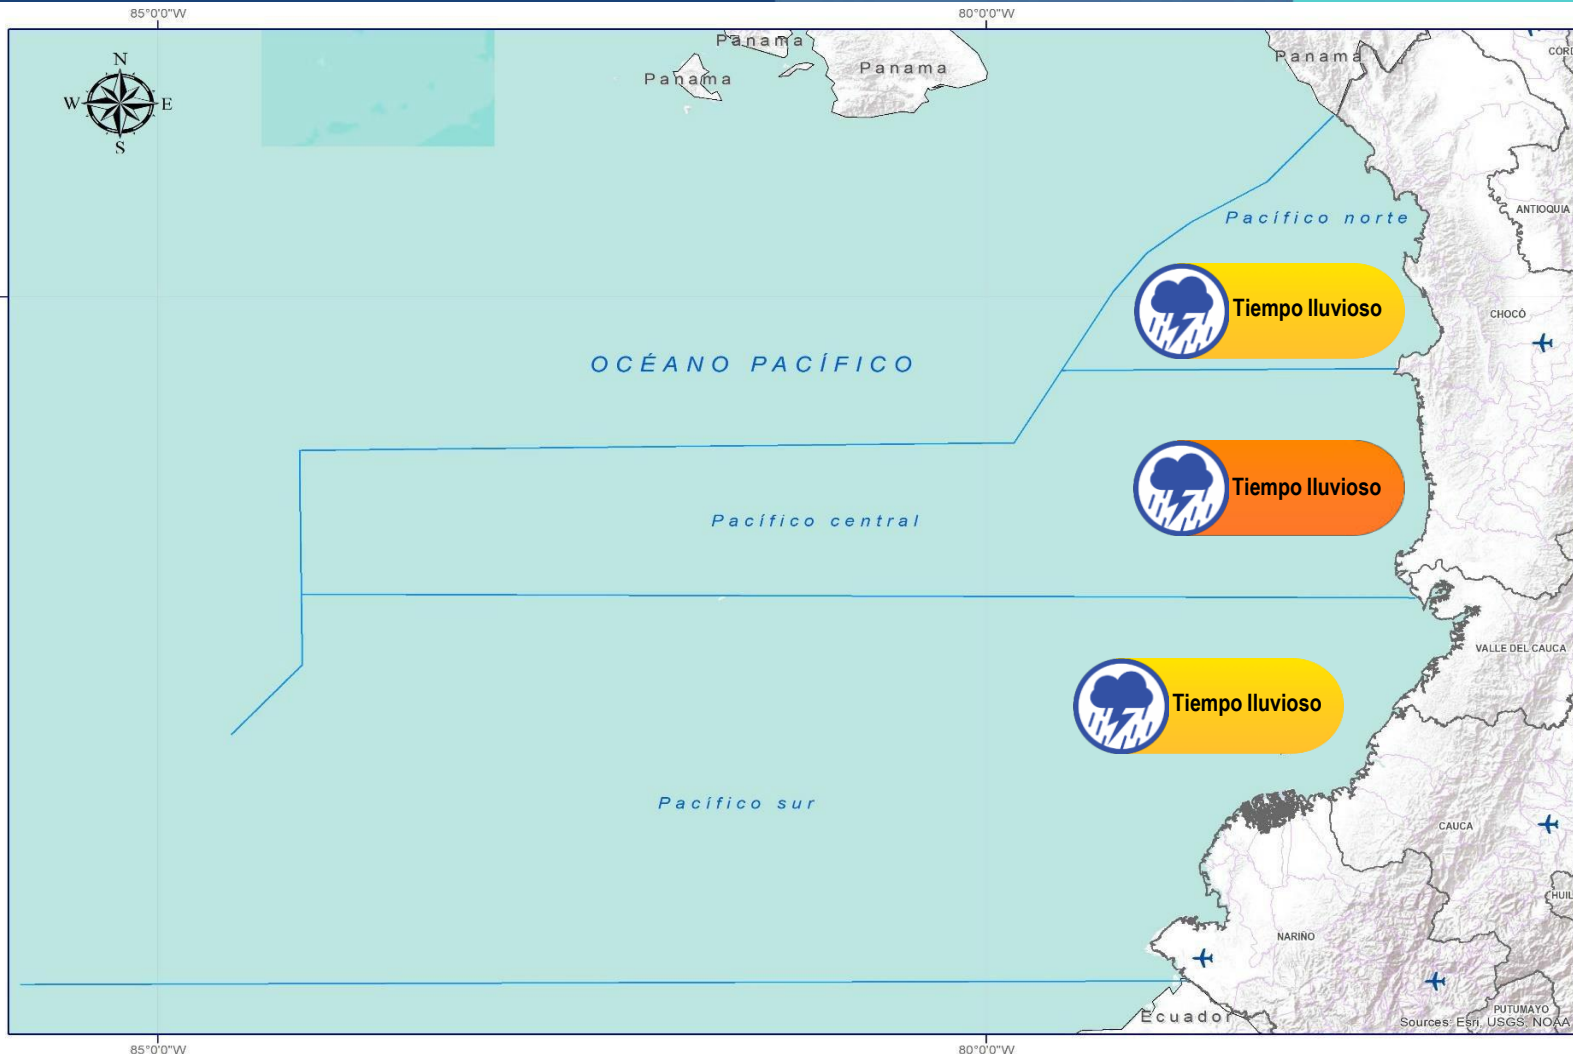 85°0'0"W
80°0'0"W
N
W
E
S
Panama
Panama
Panama
Panama
ANTIOQUIA
Pacífico norte
Tiempo lluvioso
CHOCÓ
OCÉANO PACÍFICO
Tiempo lluvioso
Pacífico central
VALLE DEL CAUCA
Tiempo lluvioso
Pacífico sur
CAUCA
HUIL
NARIÑO
PUTUMAYO
Ecuador
Sources: Esri, USGS, NOAA
85°0'0"W
80°0'0"W